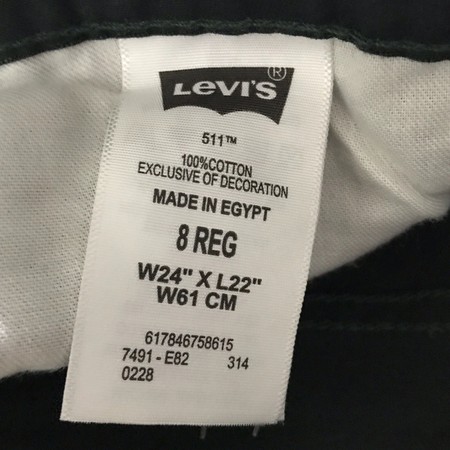 LEVI'S®
511™
100%COTTON
EXCLUSIVE OF DECORATION
MADE IN EGYPT
8 REG
W24" X L22"
W61 CM
617846758615
7491 - E82 314
0228